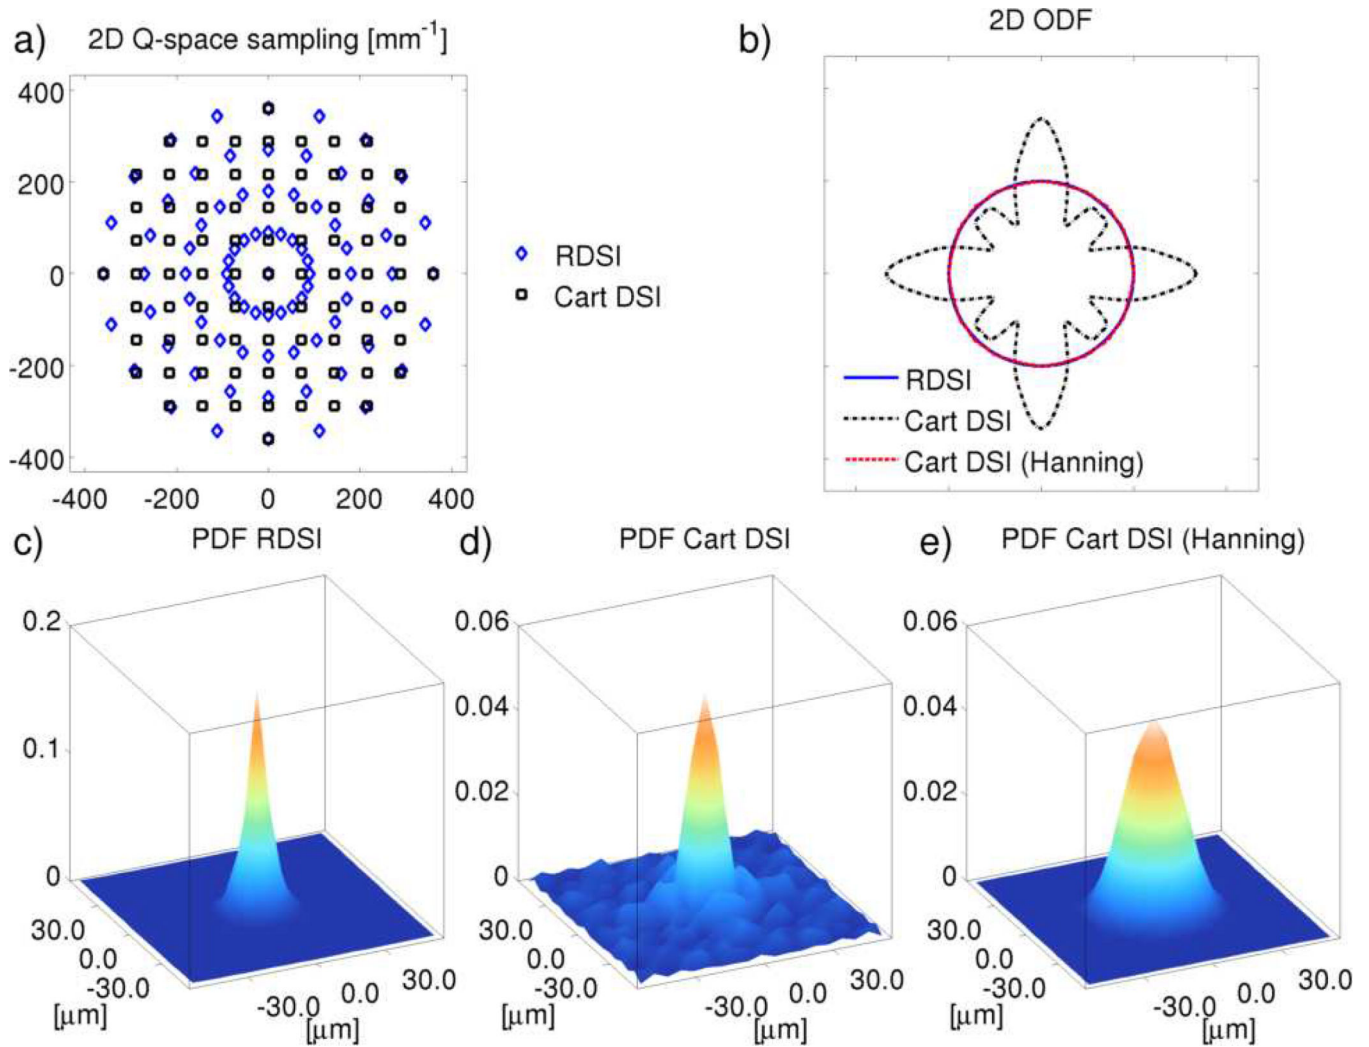 a) 2D Q-space sampling [mm⁻¹]
400
200
0
-200
-400
-400 -200 0 200 400
RDSI
Cart DSI
b) 2D ODF
RDSI
Cart DSI
Cart DSI (Hanning)
c) PDF RDSI
0.2
0.1
0
30.0
0.0
-30.0
[µm]
-30.0
0.0
30.0
[µm]
d) PDF Cart DSI
0.06
0.04
0.02
0
30.0
0.0
-30.0
[µm]
-30.0
0.0
30.0
[µm]
e) PDF Cart DSI (Hanning)
0.06
0.04
0.02
0
30.0
0.0
-30.0
[µm]
-30.0
0.0
30.0
[µm]